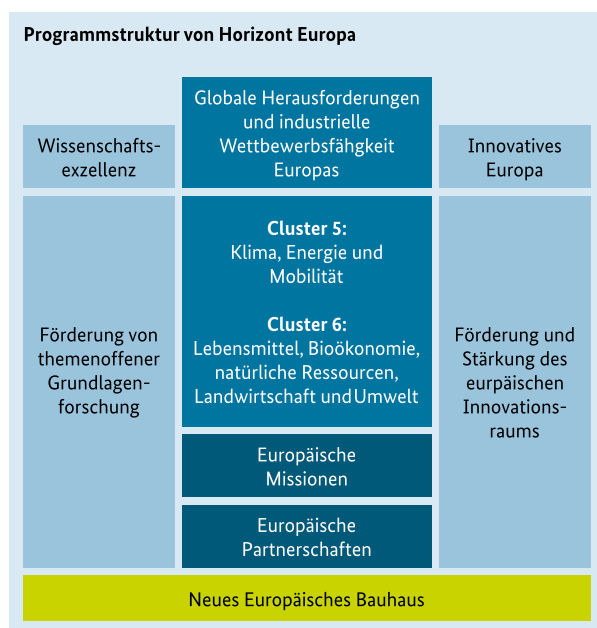 Programmstruktur von Horizont Europa
Wissenschafts-
exzellenz
Globale Herausforderungen
und industrielle
Wettbewerbsfähgkeit
Europas
Innovatives
Europa
Förderung von
themenoffener
Grundlagen-
forschung
Cluster 5:
Klima, Energie und
Mobilität
Cluster 6:
Lebensmittel, Bioökonomie,
natürliche Ressourcen,
Landwirtschaft und Umwelt
Europäische
Missionen
Europäische
Partnerschaften
Förderung und
Stärkung des
eurpäischen
Innovations-
raums
Neues Europäisches Bauhaus